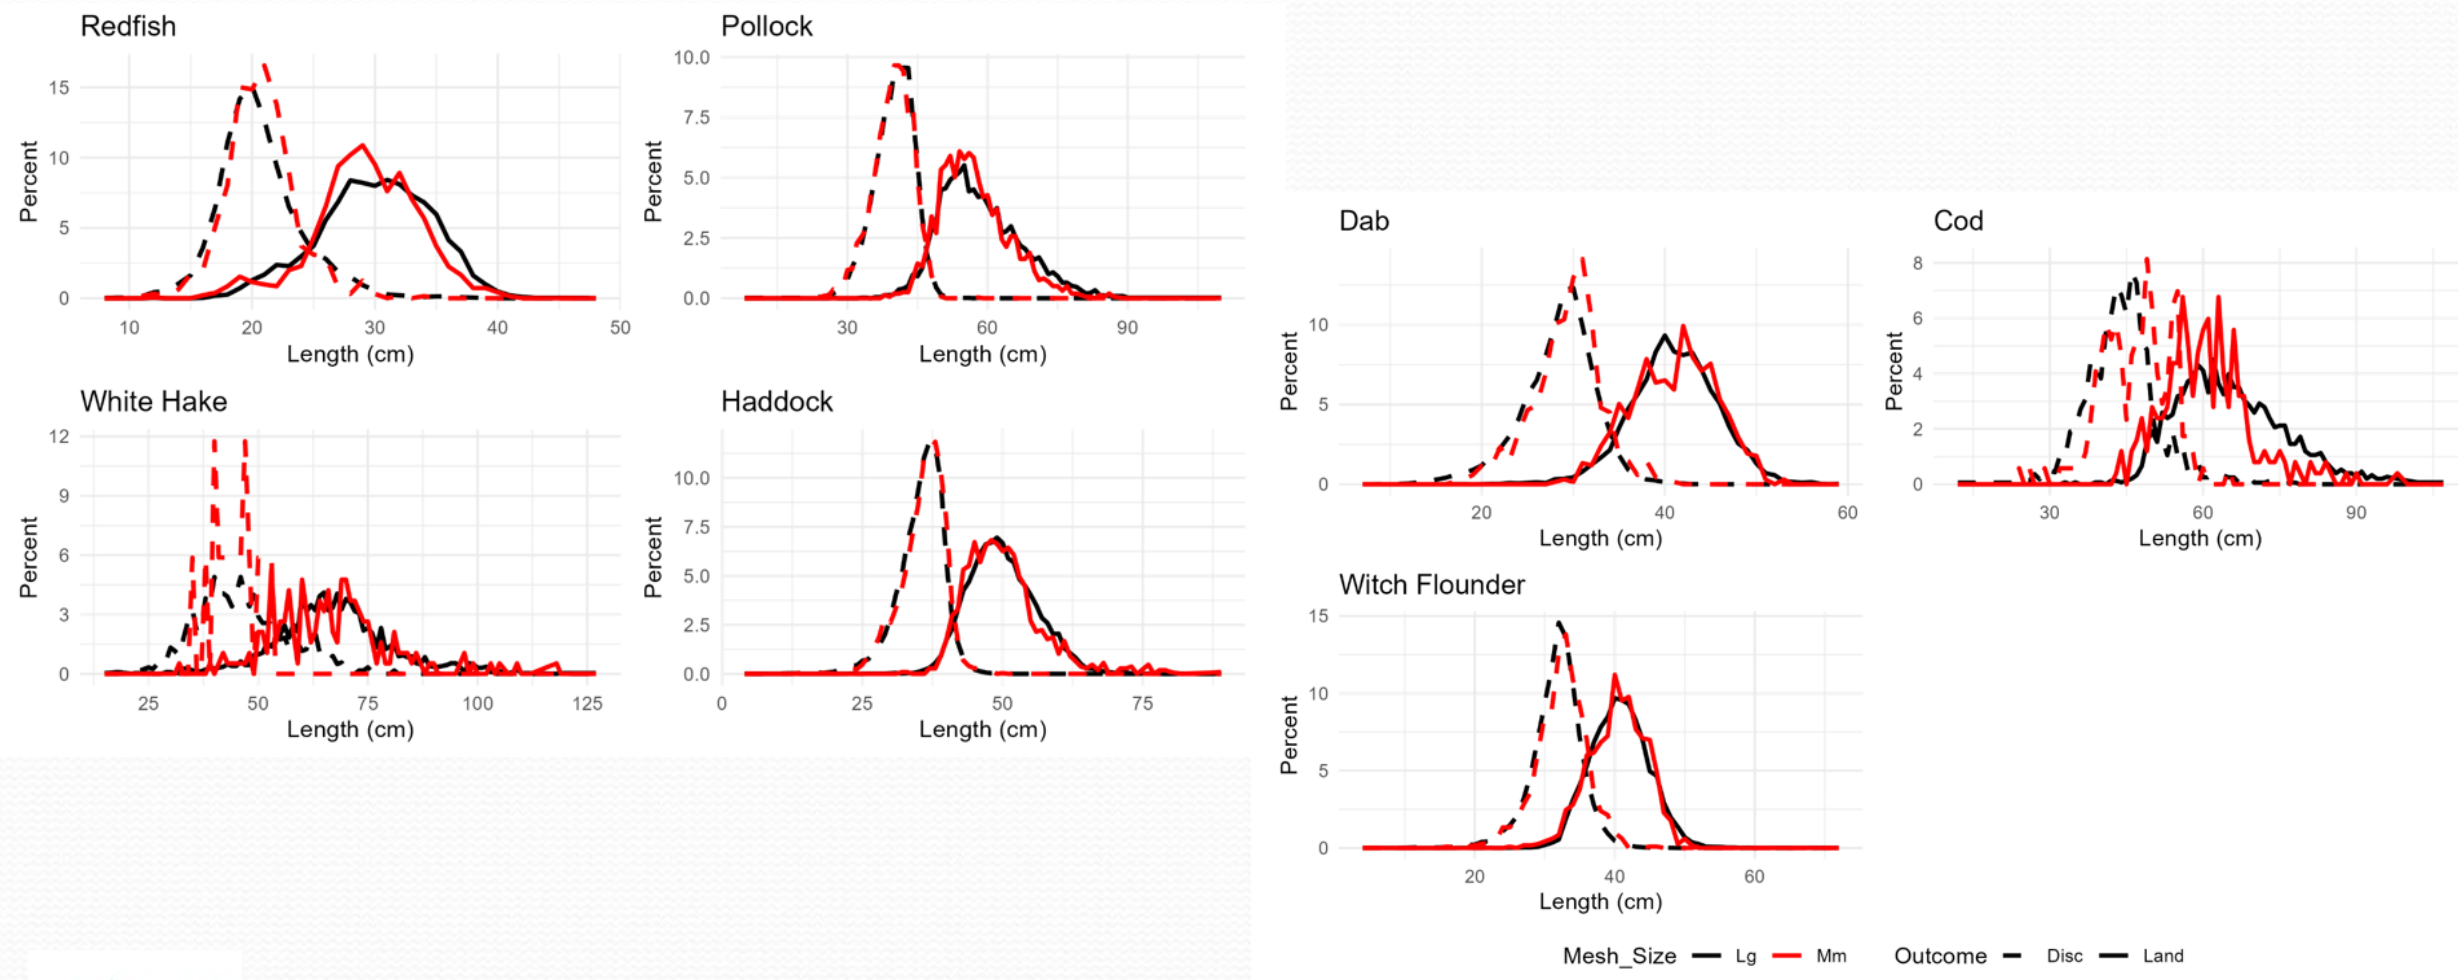 Redfish
Percent
15
10
5
0
10 20 30 40 50
Length (cm)
Pollock
Percent
10.0
7.5
5.0
2.5
0.0
30 60 90
Length (cm)
White Hake
Percent
12
9
6
3
0
25 50 75 100 125
Length (cm)
Haddock
Percent
10.0
7.5
5.0
2.5
0.0
0 25 50 75
Length (cm)
Dab
Percent
10
5
0
20 40 60
Length (cm)
Cod
Percent
8
6
4
2
0
30 60 90
Length (cm)
Witch Flounder
Percent
15
10
5
0
20 40 60
Length (cm)
Mesh_Size Lg Mm Outcome Disc Land